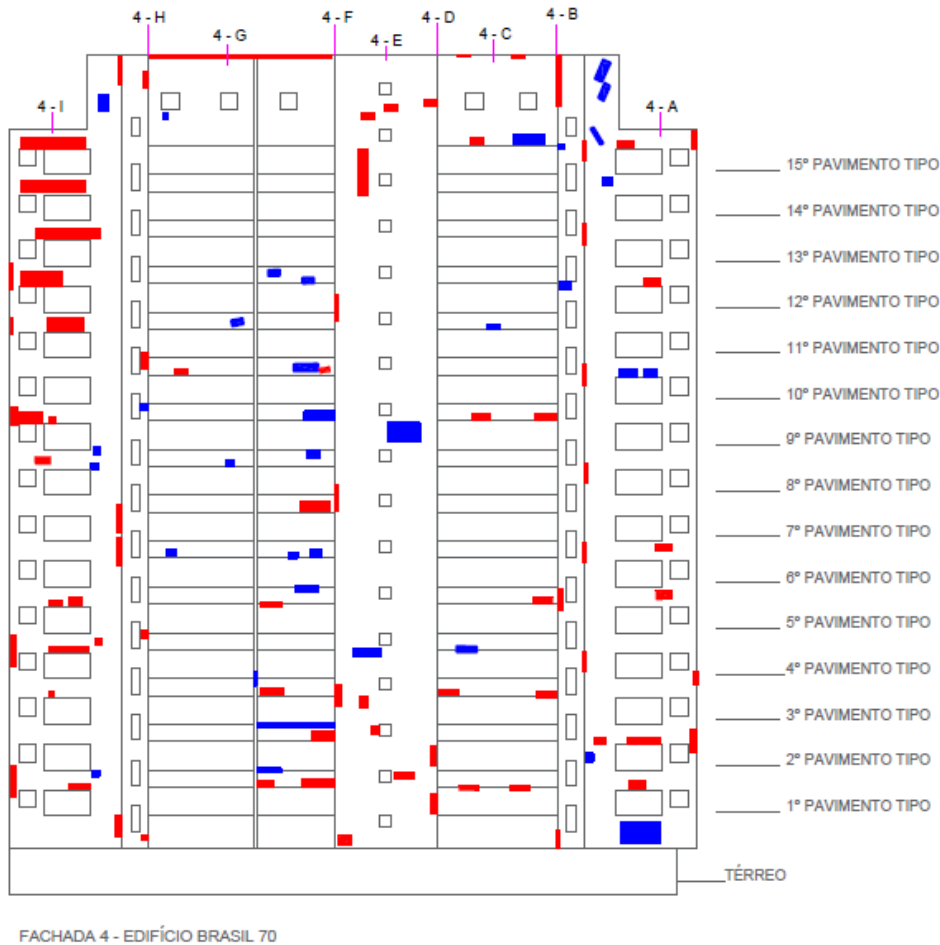 4 - H
4 - F
4 - D
4 - B
4 - G
4 - E
4 - C
4 - I
4 - A
15º PAVIMENTO TIPO
14º PAVIMENTO TIPO
13º PAVIMENTO TIPO
12º PAVIMENTO TIPO
11º PAVIMENTO TIPO
10º PAVIMENTO TIPO
9º PAVIMENTO TIPO
8º PAVIMENTO TIPO
7º PAVIMENTO TIPO
6º PAVIMENTO TIPO
5º PAVIMENTO TIPO
4º PAVIMENTO TIPO
3º PAVIMENTO TIPO
2º PAVIMENTO TIPO
1º PAVIMENTO TIPO
TÉRREO
FACHADA 4 - EDIFÍCIO BRASIL 70